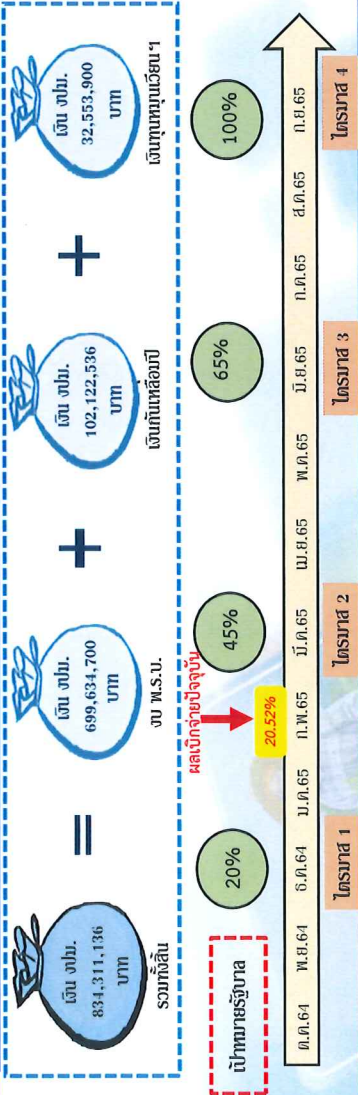 เงิน งปม.
834,311,136
บาท
รวมทั้งสิ้น
=
เงิน งปม.
699,634,700
บาท
งบ พ.ร.บ.
+
เงิน งปม.
102,122,536
บาท
เงินกันเหลื่อมปี
+
เงิน งปม.
32,553,900
บาท
เงินทุนหมุนเวียนฯ
เป้าหมายรัฐบาล
20%
ผลเบิกจ่ายปัจจุบัน
45%
65%
100%
20.52%
ต.ค.64 พ.ย.64 ธ.ค.64 ม.ค.65 ก.พ.65 มี.ค.65 เม.ย.65 พ.ค.65 มิ.ย.65 ก.ค.65 ส.ค.65 ก.ย.65
ไตรมาส 1 ไตรมาส 2 ไตรมาส 3 ไตรมาส 4